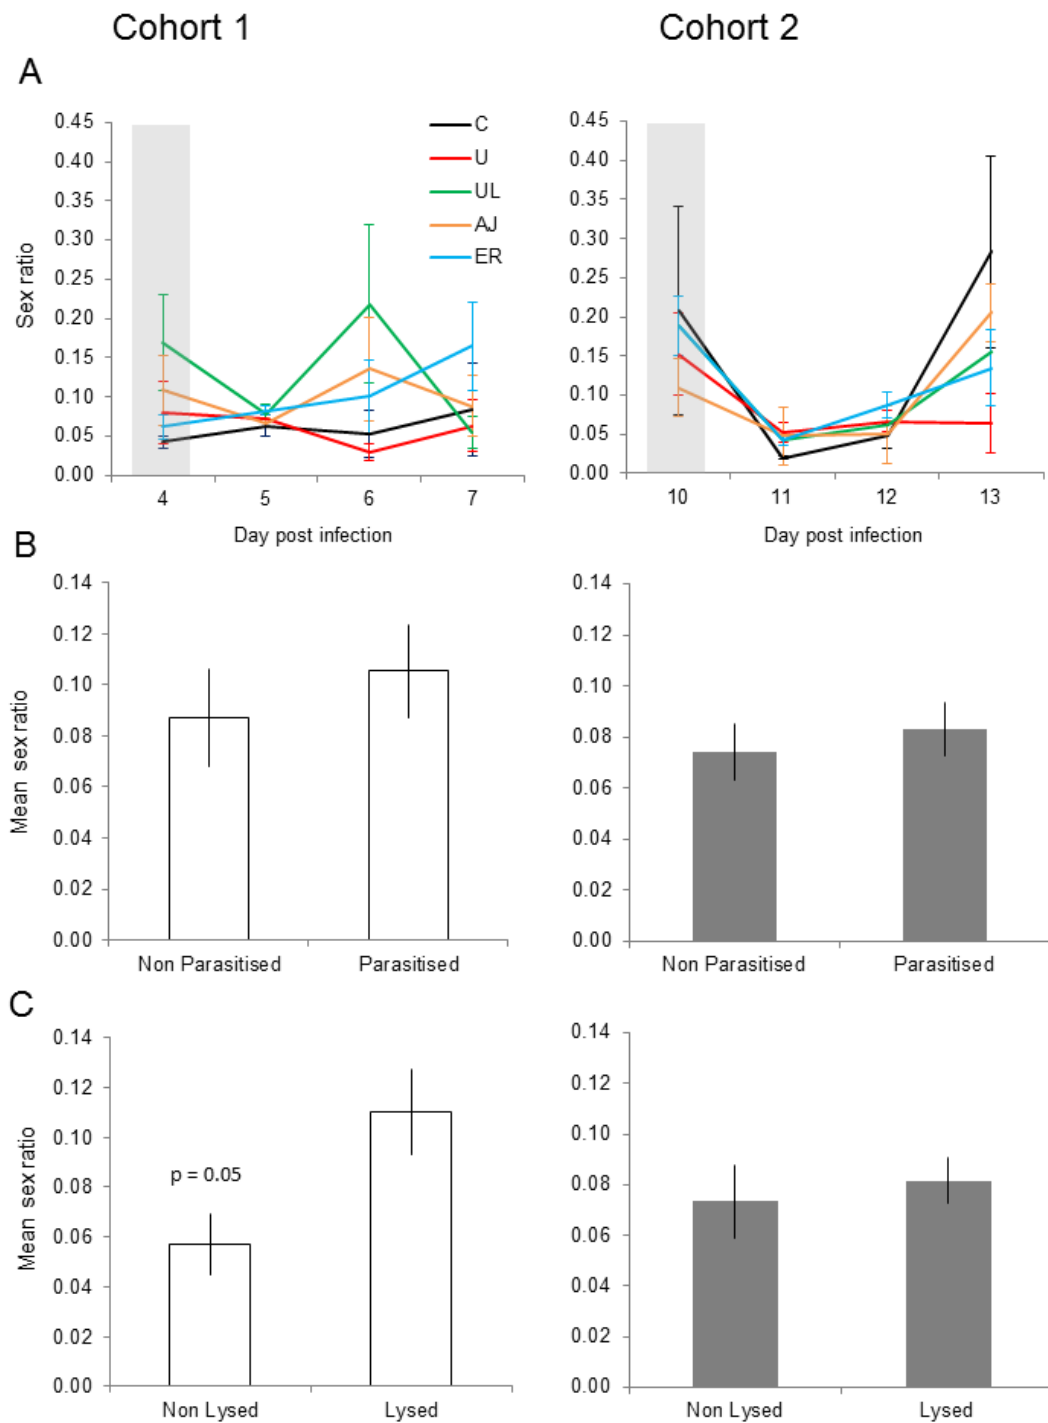 Cohort 1
Cohort 2
A
0.45
0.40
0.35
0.30
0.25
0.20
0.15
0.10
0.05
0.00
Sex ratio
4 5 6 7
Day post infection
C
U
UL
AJ
ER
0.45
0.40
0.35
0.30
0.25
0.20
0.15
0.10
0.05
0.00
10 11 12 13
Day post infection
B
0.14
0.12
0.10
0.08
0.06
0.04
0.02
0.00
Mean sex ratio
Non Parasitised Parasitised
0.14
0.12
0.10
0.08
0.06
0.04
0.02
0.00
Non Parasitised Parasitised
C
0.14
0.12
0.10
0.08
0.06
0.04
0.02
0.00
Mean sex ratio
p = 0.05
Non Lysed Lysed
0.14
0.12
0.10
0.08
0.06
0.04
0.02
0.00
Non Lysed Lysed